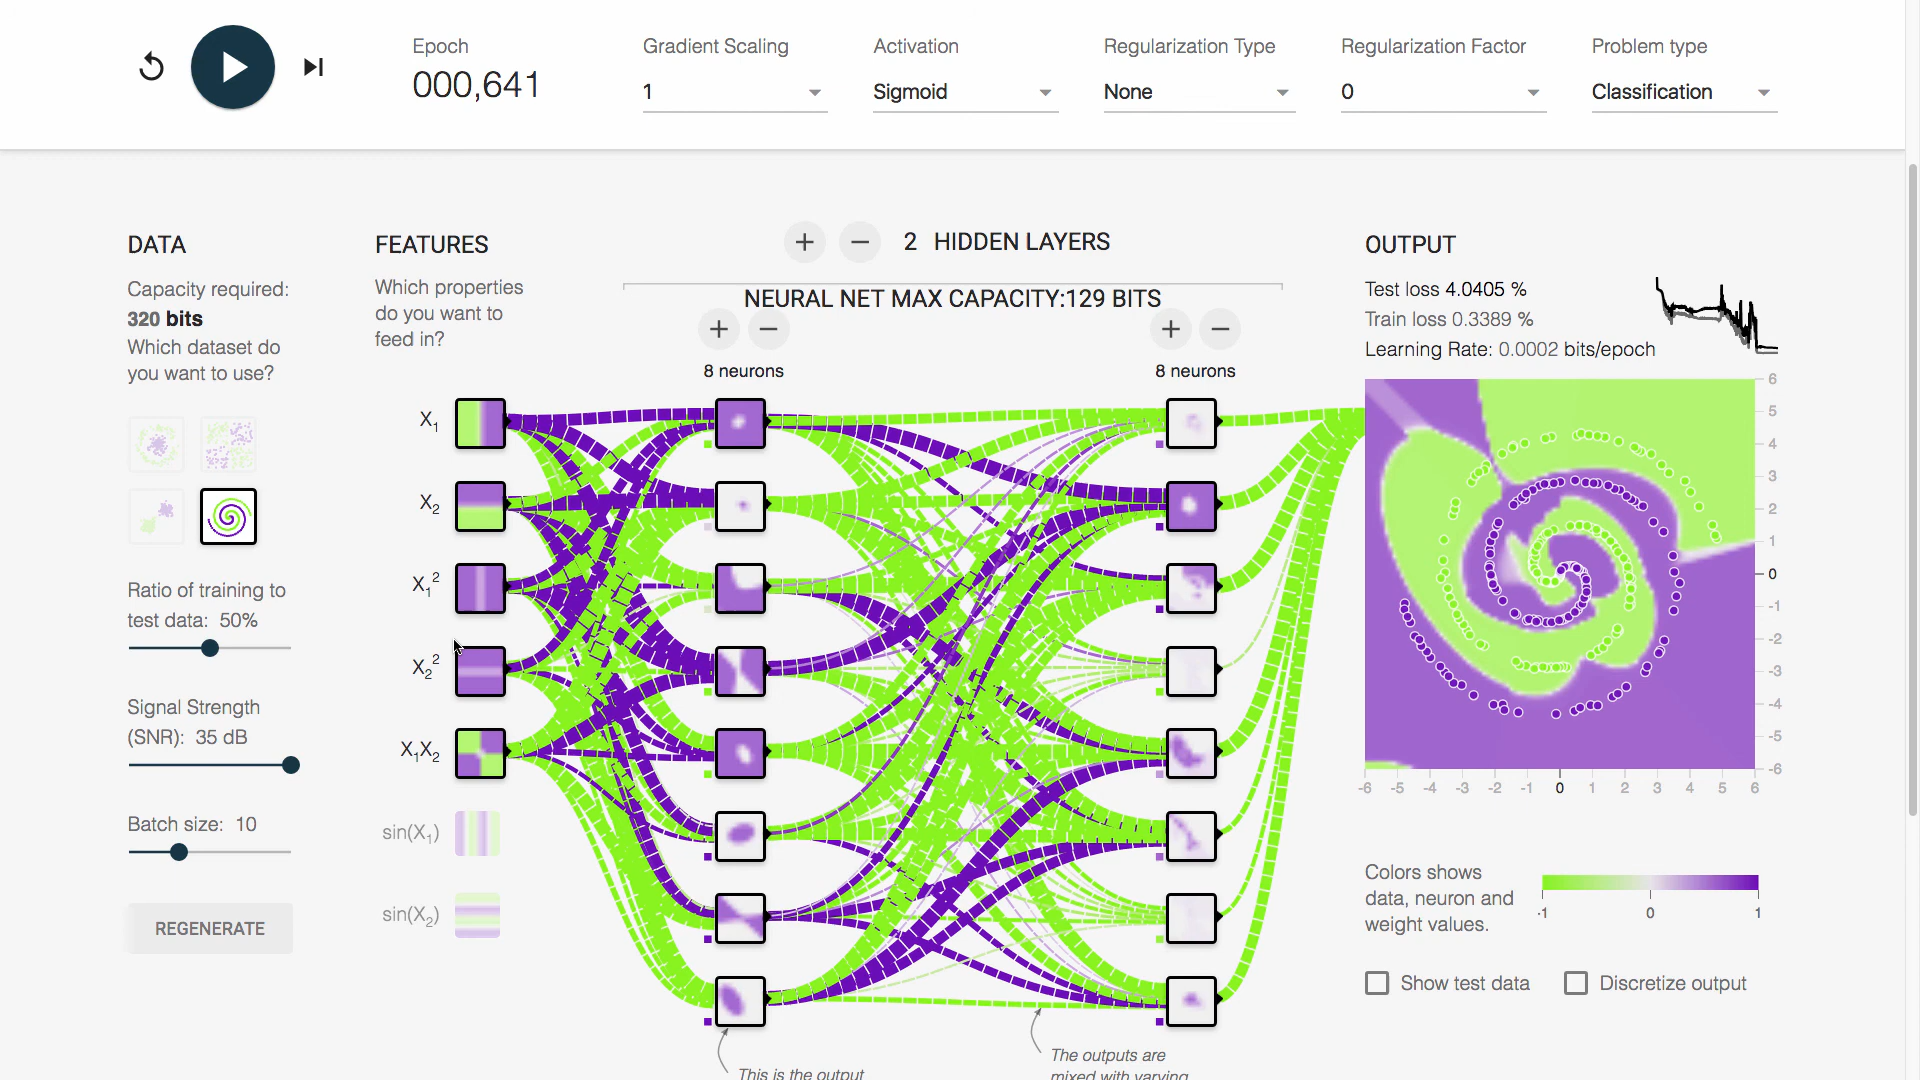 Epoch
000,641
Gradient Scaling
1
Activation
Sigmoid
Regularization Type
None
Regularization Factor
0
Problem type
Classification
DATA
Capacity required:
320 bits
Which dataset do
you want to use?
Ratio of training to
test data: 50%
Signal Strength
(SNR): 35 dB
Batch size: 10
REGENERATE
FEATURES
Which properties
do you want to
feed in?
X₁
X₂
X₁²
X₂²
X₁X₂
sin(X₁)
sin(X₂)
2 HIDDEN LAYERS
NEURAL NET MAX CAPACITY:129 BITS
8 neurons
8 neurons
This is the output
The outputs are
mixed with varying
OUTPUT
Test loss 4.0405 %
Train loss 0.3389 %
Learning Rate: 0.0002 bits/epoch
6
5
4
3
2
1
0
-1
-2
-3
-4
-5
-6
-6 -5 -4 -3 -2 -1 0 1 2 3 4 5 6
Colors shows
data, neuron and
weight values.
-1 0 1
Show test data
Discretize output